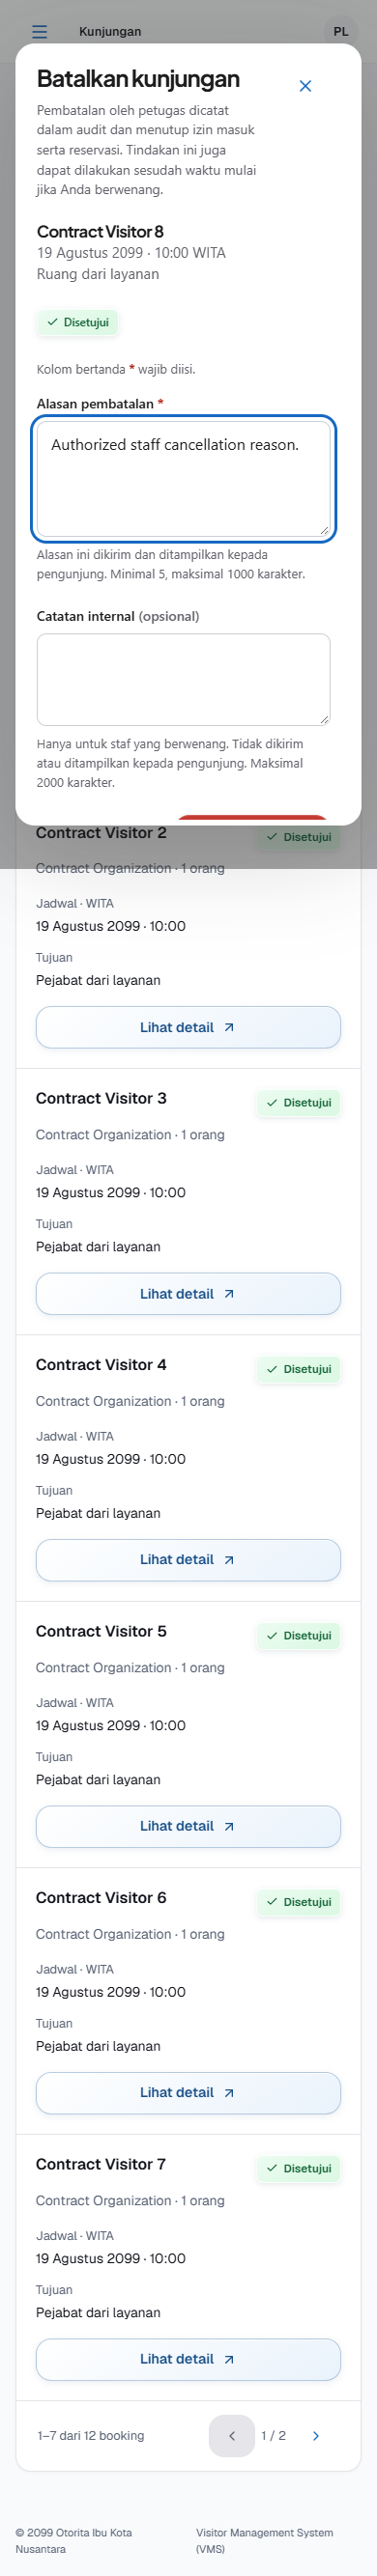 Kunjungan
PL
Batalkan kunjungan
Pembatalan oleh petugas dicatat
dalam audit dan menutup izin masuk
serta reservasi. Tindakan ini juga
dapat dilakukan sesudah waktu mulai
jika Anda berwenang.
Contract Visitor 8
19 Agustus 2099 · 10:00 WITA
Ruang dari layanan
Disetujui
Kolom bertanda * wajib diisi.
Alasan pembatalan *
Authorized staff cancellation reason.
Alasan ini dikirim dan ditampilkan kepada
pengunjung. Minimal 5, maksimal 1000 karakter.
Catatan internal (opsional)
Hanya untuk staf yang berwenang. Tidak dikirim
atau ditampilkan kepada pengunjung. Maksimal
2000 karakter.
Contract Visitor 2
Disetujui
Contract Organization · 1 orang
Jadwal · WITA
19 Agustus 2099 · 10:00
Tujuan
Pejabat dari layanan
Lihat detail
Contract Visitor 3
Disetujui
Contract Organization · 1 orang
Jadwal · WITA
19 Agustus 2099 · 10:00
Tujuan
Pejabat dari layanan
Lihat detail
Contract Visitor 4
Disetujui
Contract Organization · 1 orang
Jadwal · WITA
19 Agustus 2099 · 10:00
Tujuan
Pejabat dari layanan
Lihat detail
Contract Visitor 5
Disetujui
Contract Organization · 1 orang
Jadwal · WITA
19 Agustus 2099 · 10:00
Tujuan
Pejabat dari layanan
Lihat detail
Contract Visitor 6
Disetujui
Contract Organization · 1 orang
Jadwal · WITA
19 Agustus 2099 · 10:00
Tujuan
Pejabat dari layanan
Lihat detail
Contract Visitor 7
Disetujui
Contract Organization · 1 orang
Jadwal · WITA
19 Agustus 2099 · 10:00
Tujuan
Pejabat dari layanan
Lihat detail
1–7 dari 12 booking
1 / 2
© 2099 Otorita Ibu Kota
Nusantara
Visitor Management System
(VMS)